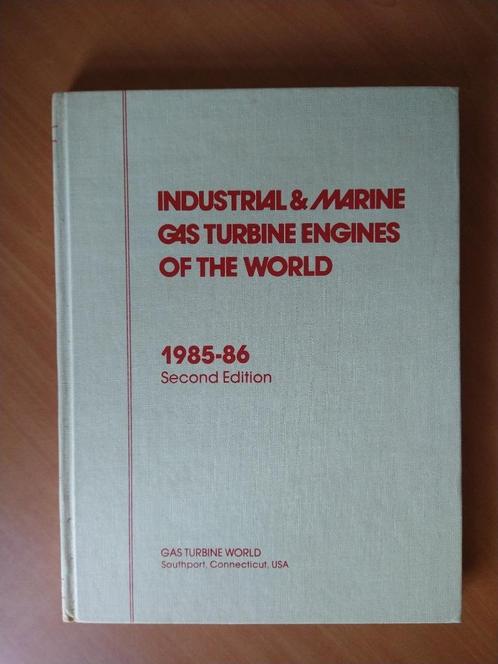 INDUSTRIAL & MARINE
GAS TURBINE ENGINES
OF THE WORLD
1985-86
Second Edition
GAS TURBINE WORLD
Southport, Connecticut, USA